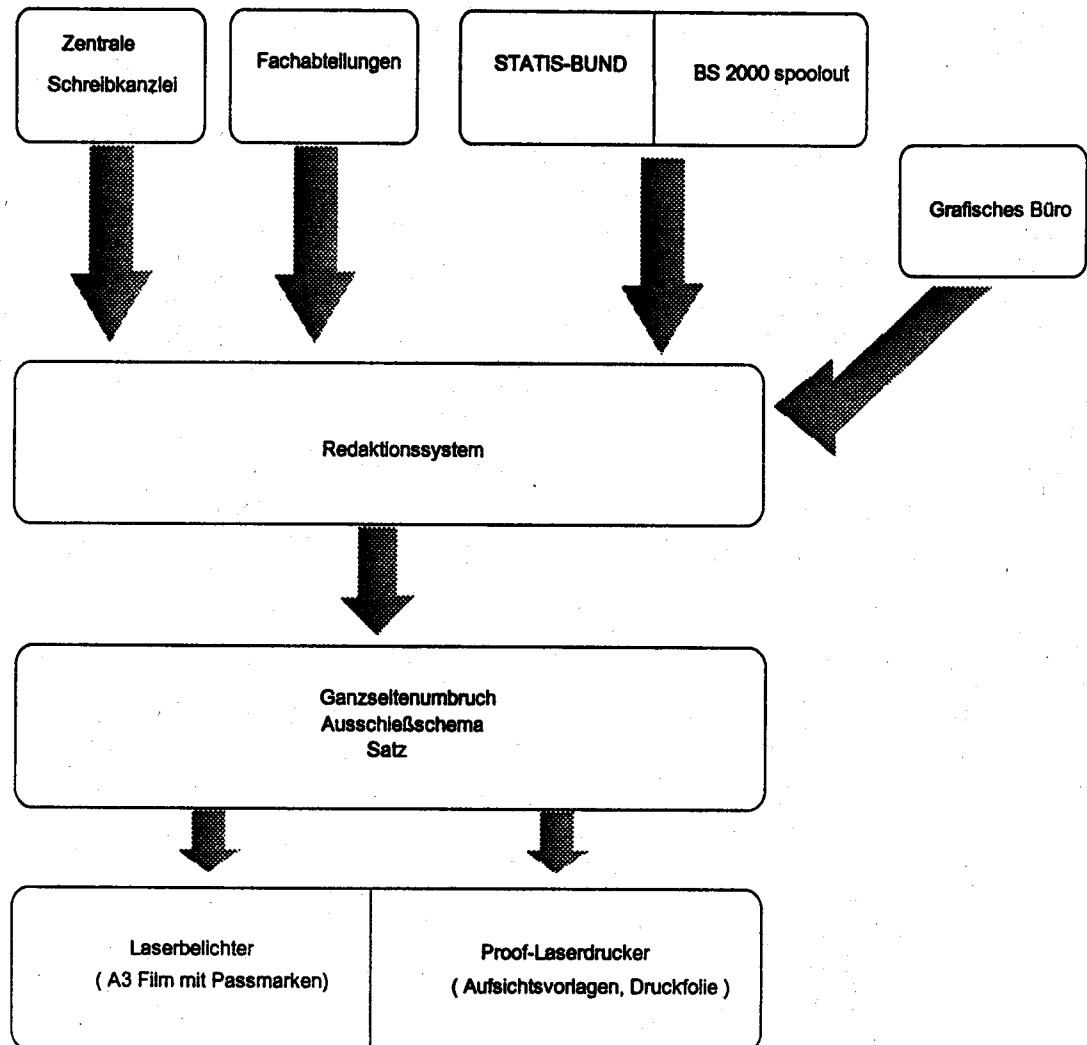 Zentrale
Schreibkanzlei
Fachabteilungen
STATIS-BUND
BS 2000 spoolout
Grafisches Büro
Redaktionssystem
Ganzseitenumbruch
Ausschießschema
Satz
Laserbelichter
( A3 Film mit Passmarken)
Proof-Laserdrucker
( Aufsichtsvorlagen, Druckfolie )